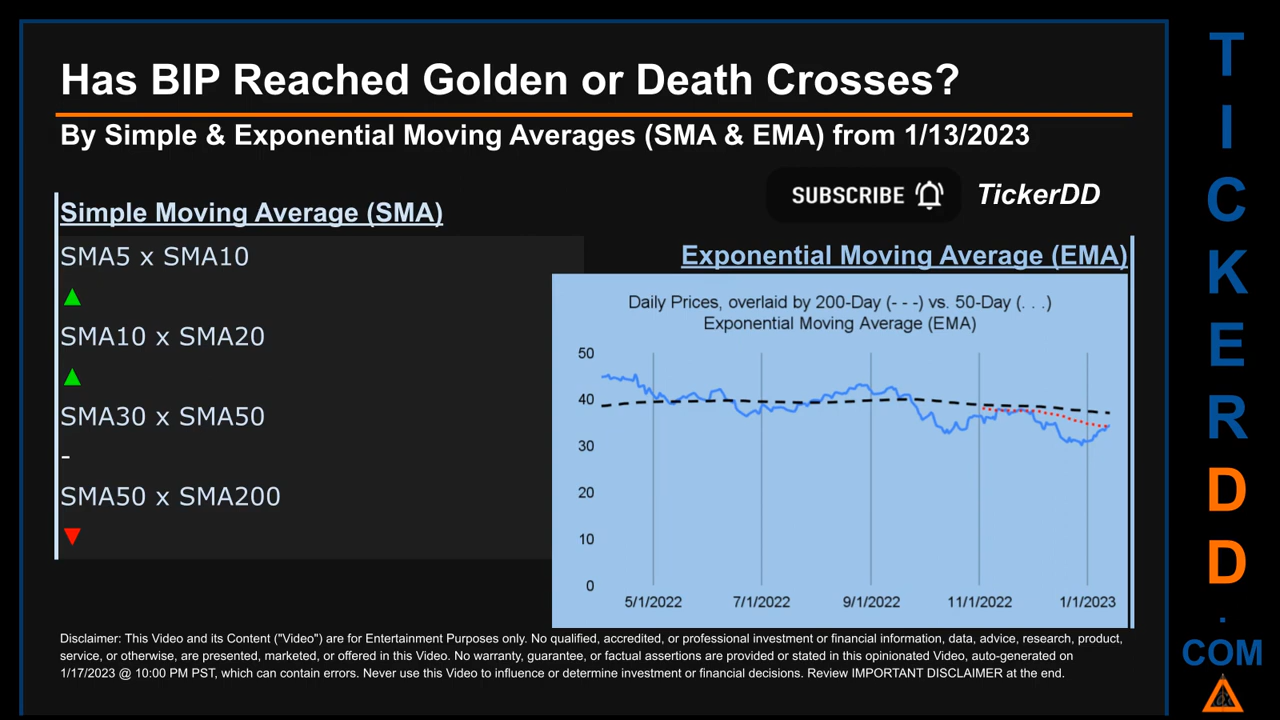 Has BIP Reached Golden or Death Crosses?
By Simple & Exponential Moving Averages (SMA & EMA) from 1/13/2023
SUBSCRIBE
TickerDD
Simple Moving Average (SMA)
SMA5 x SMA10
▲
SMA10 x SMA20
▲
SMA30 x SMA50
-
SMA50 x SMA200
▼
Exponential Moving Average (EMA)
Daily Prices, overlaid by 200-Day (- - -) vs. 50-Day (. . .)
Exponential Moving Average (EMA)
50
40
30
20
10
0
5/1/2022 7/1/2022 9/1/2022 11/1/2022 1/1/2023
Disclaimer: This Video and its Content ("Video") are for Entertainment Purposes only. No qualified, accredited, or professional investment or financial information, data, advice, research, product,
service, or otherwise, are presented, marketed, or offered in this Video. No warranty, guarantee, or factual assertions are provided or stated in this opinionated Video, auto-generated on
1/17/2023 @ 10:00 PM PST, which can contain errors. Never use this Video to influence or determine investment or financial decisions. Review IMPORTANT DISCLAIMER at the end.
T
I
C
K
E
R
D
D
.
COM